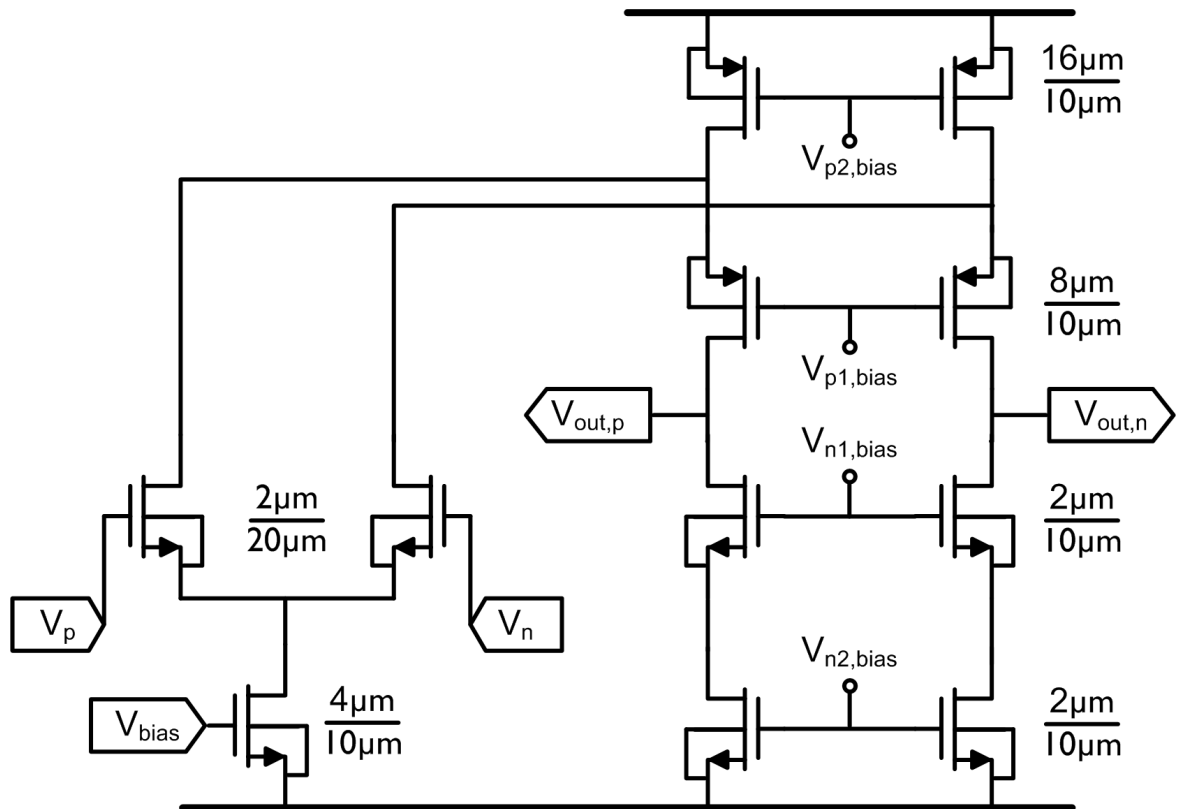 16µm
10µm
Vp2,bias
8µm
10µm
Vp1,bias
Vout,p
Vout,n
Vn1,bias
2µm
20µm
2µm
10µm
Vp
Vn
Vn2,bias
4µm
10µm
Vbias
2µm
10µm